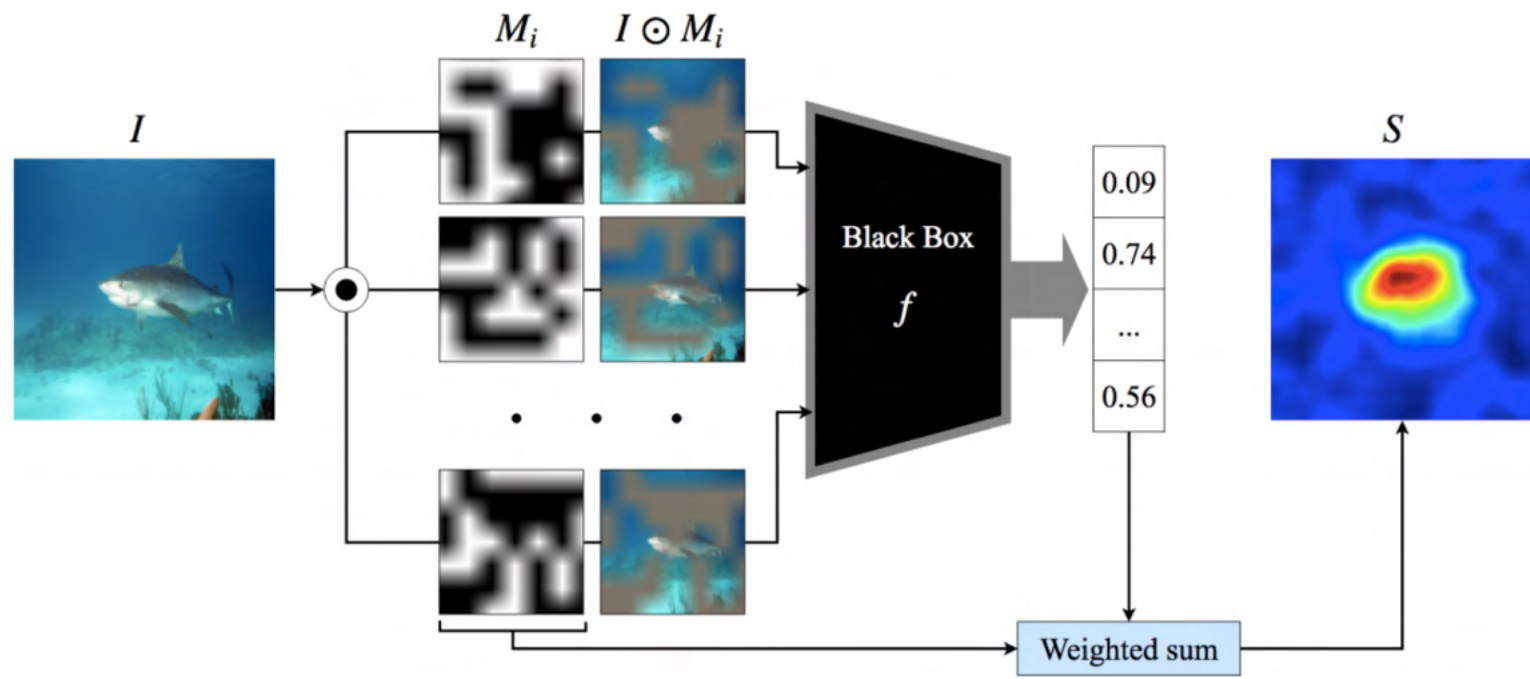 I
M_i
I ⊙ M_i
Black Box
f
0.09
0.74
...
0.56
S
Weighted sum